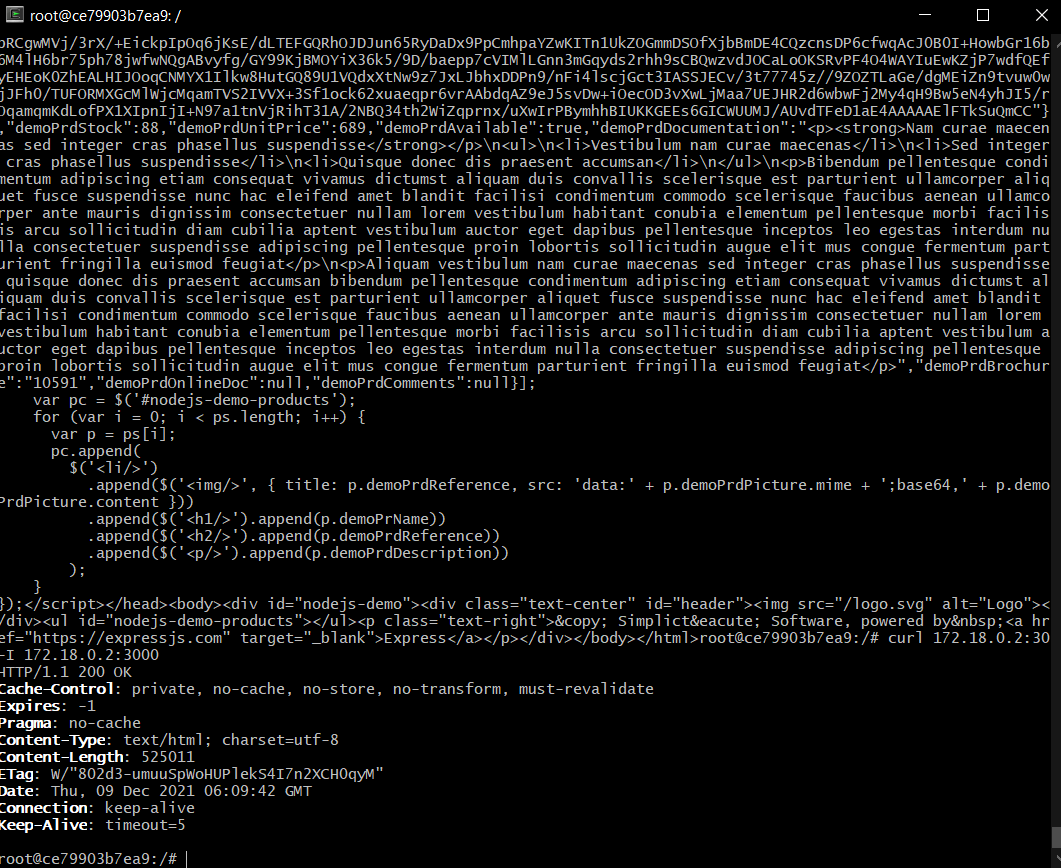 root@ce79903b7ea9: /
pRCgwMVj/3rX/+EickpIpOq6jKsE/dLTEFGQRhOJDJun65RyDaDx9PpCmhpaYZwKITn1UkZOGmmDSOfXjbBmDE4CQzcnsDP6cfwqAcJ0B0I+HowbGr16b
6M4lH6br75ph78jwfwNQgABvyfg/GY99KjBMOYiX36k5/9D/baepp7cVIMlLGnn3mGqyds2rhh9sCBQwzvdJOCaLoOKSRvPF4O4WAYIuEwKZjP7wdfQEf
yEHEoKOZhEALHIJOoqCNMYX1Ilkw8HutGQ89U1VQdxXtNw9z7JxLJbhxDDPn9/nFi4lscjGct3IASSJECv/3t77745z//9ZOZTLaGe/dgMEiZn9tvuwOw
jJFh0/TUFORMXGcMlWjcMqamTVS2IVVX+3Sf1ock62xuaeqpr6vrAAbdqAZ9eJ5svDw+iOecOD3vXwLjMaa7UEJHR2d6wbwFj2My4qH9Bw5eN4yhJI5/r
OqamqmKdLofPX1XIpnIjI+N97a1tnVjRihT31A/2NBQ34th2WiZqprnx/uXwIrPBymhhBIUKKGEEs6GICWUUMJ/AUvdTFeD1aE4AAAAAElFTkSuQmCC"}
,"demoPrdStock":88,"demoPrdUnitPrice":689,"demoPrdAvailable":true,"demoPrdDocumentation":"<p><strong>Nam curae maecen
as sed integer cras phasellus suspendisse</strong></p>\n<ul>\n<li>Vestibulum nam curae maecenas</li>\n<li>Sed integer
 cras phasellus suspendisse</li>\n<li>Quisque donec dis praesent accumsan</li>\n</ul>\n<p>Bibendum pellentesque condi
mentum adipiscing etiam consequat vivamus dictumst aliquam duis convallis scelerisque est parturient ullamcorper aliq
uet fusce suspendisse nunc hac eleifend amet blandit facilisi condimentum commodo scelerisque faucibus aenean ullamco
rper ante mauris dignissim consectetuer nullam lorem vestibulum habitant conubia elementum pellentesque morbi facilis
is arcu sollicitudin diam cubilia aptent vestibulum auctor eget dapibus pellentesque inceptos leo egestas interdum nu
lla consectetuer suspendisse adipiscing pellentesque proin lobortis sollicitudin augue elit mus congue fermentum part
urient fringilla euismod feugiat</p>\n<p>Aliquam vestibulum nam curae maecenas sed integer cras phasellus suspendisse
 quisque donec dis praesent accumsan bibendum pellentesque condimentum adipiscing etiam consequat vivamus dictumst al
iquam duis convallis scelerisque est parturient ullamcorper aliquet fusce suspendisse nunc hac eleifend amet blandit
facilisi condimentum commodo scelerisque faucibus aenean ullamcorper ante mauris dignissim consectetuer nullam lorem
vestibulum habitant conubia elementum pellentesque morbi facilisis arcu sollicitudin diam cubilia aptent vestibulum a
uctor eget dapibus pellentesque inceptos leo egestas interdum nulla consectetuer suspendisse adipiscing pellentesque
proin lobortis sollicitudin augue elit mus congue fermentum parturient fringilla euismod feugiat</p>","demoPrdBrochur
e":"10591","demoPrdOnlineDoc":null,"demoPrdComments":null}];
    var pc = $('#nodejs-demo-products');
    for (var i = 0; i < ps.length; i++) {
      var p = ps[i];
      pc.append(
        $('<li/>')
          .append($('<img/>', { title: p.demoPrdReference, src: 'data:' + p.demoPrdPicture.mime + ';base64,' + p.demo
PrdPicture.content }))
          .append($('<h1/>').append(p.demoPrName))
          .append($('<h2/>').append(p.demoPrdReference))
          .append($('<p/>').append(p.demoPrdDescription))
        );
    }
});</script></head><body><div id="nodejs-demo"><div class="text-center" id="header"><img src="/logo.svg" alt="Logo"><
/div><ul id="nodejs-demo-products"></ul><p class="text-right">&copy; Simplict&eacute; Software, powered by&nbsp;<a hr
ef="https://expressjs.com" target="_blank">Express</a></p></div></body></html>root@ce79903b7ea9:/# curl 172.18.0.2:30
-I 172.18.0.2:3000
HTTP/1.1 200 OK
Cache-Control: private, no-cache, no-store, no-transform, must-revalidate
Expires: -1
Pragma: no-cache
Content-Type: text/html; charset=utf-8
Content-Length: 525011
ETag: W/"802d3-umuuSpWoHUPlekS4I7n2XCHOqyM"
Date: Thu, 09 Dec 2021 06:09:42 GMT
Connection: keep-alive
Keep-Alive: timeout=5
root@ce79903b7ea9:/#